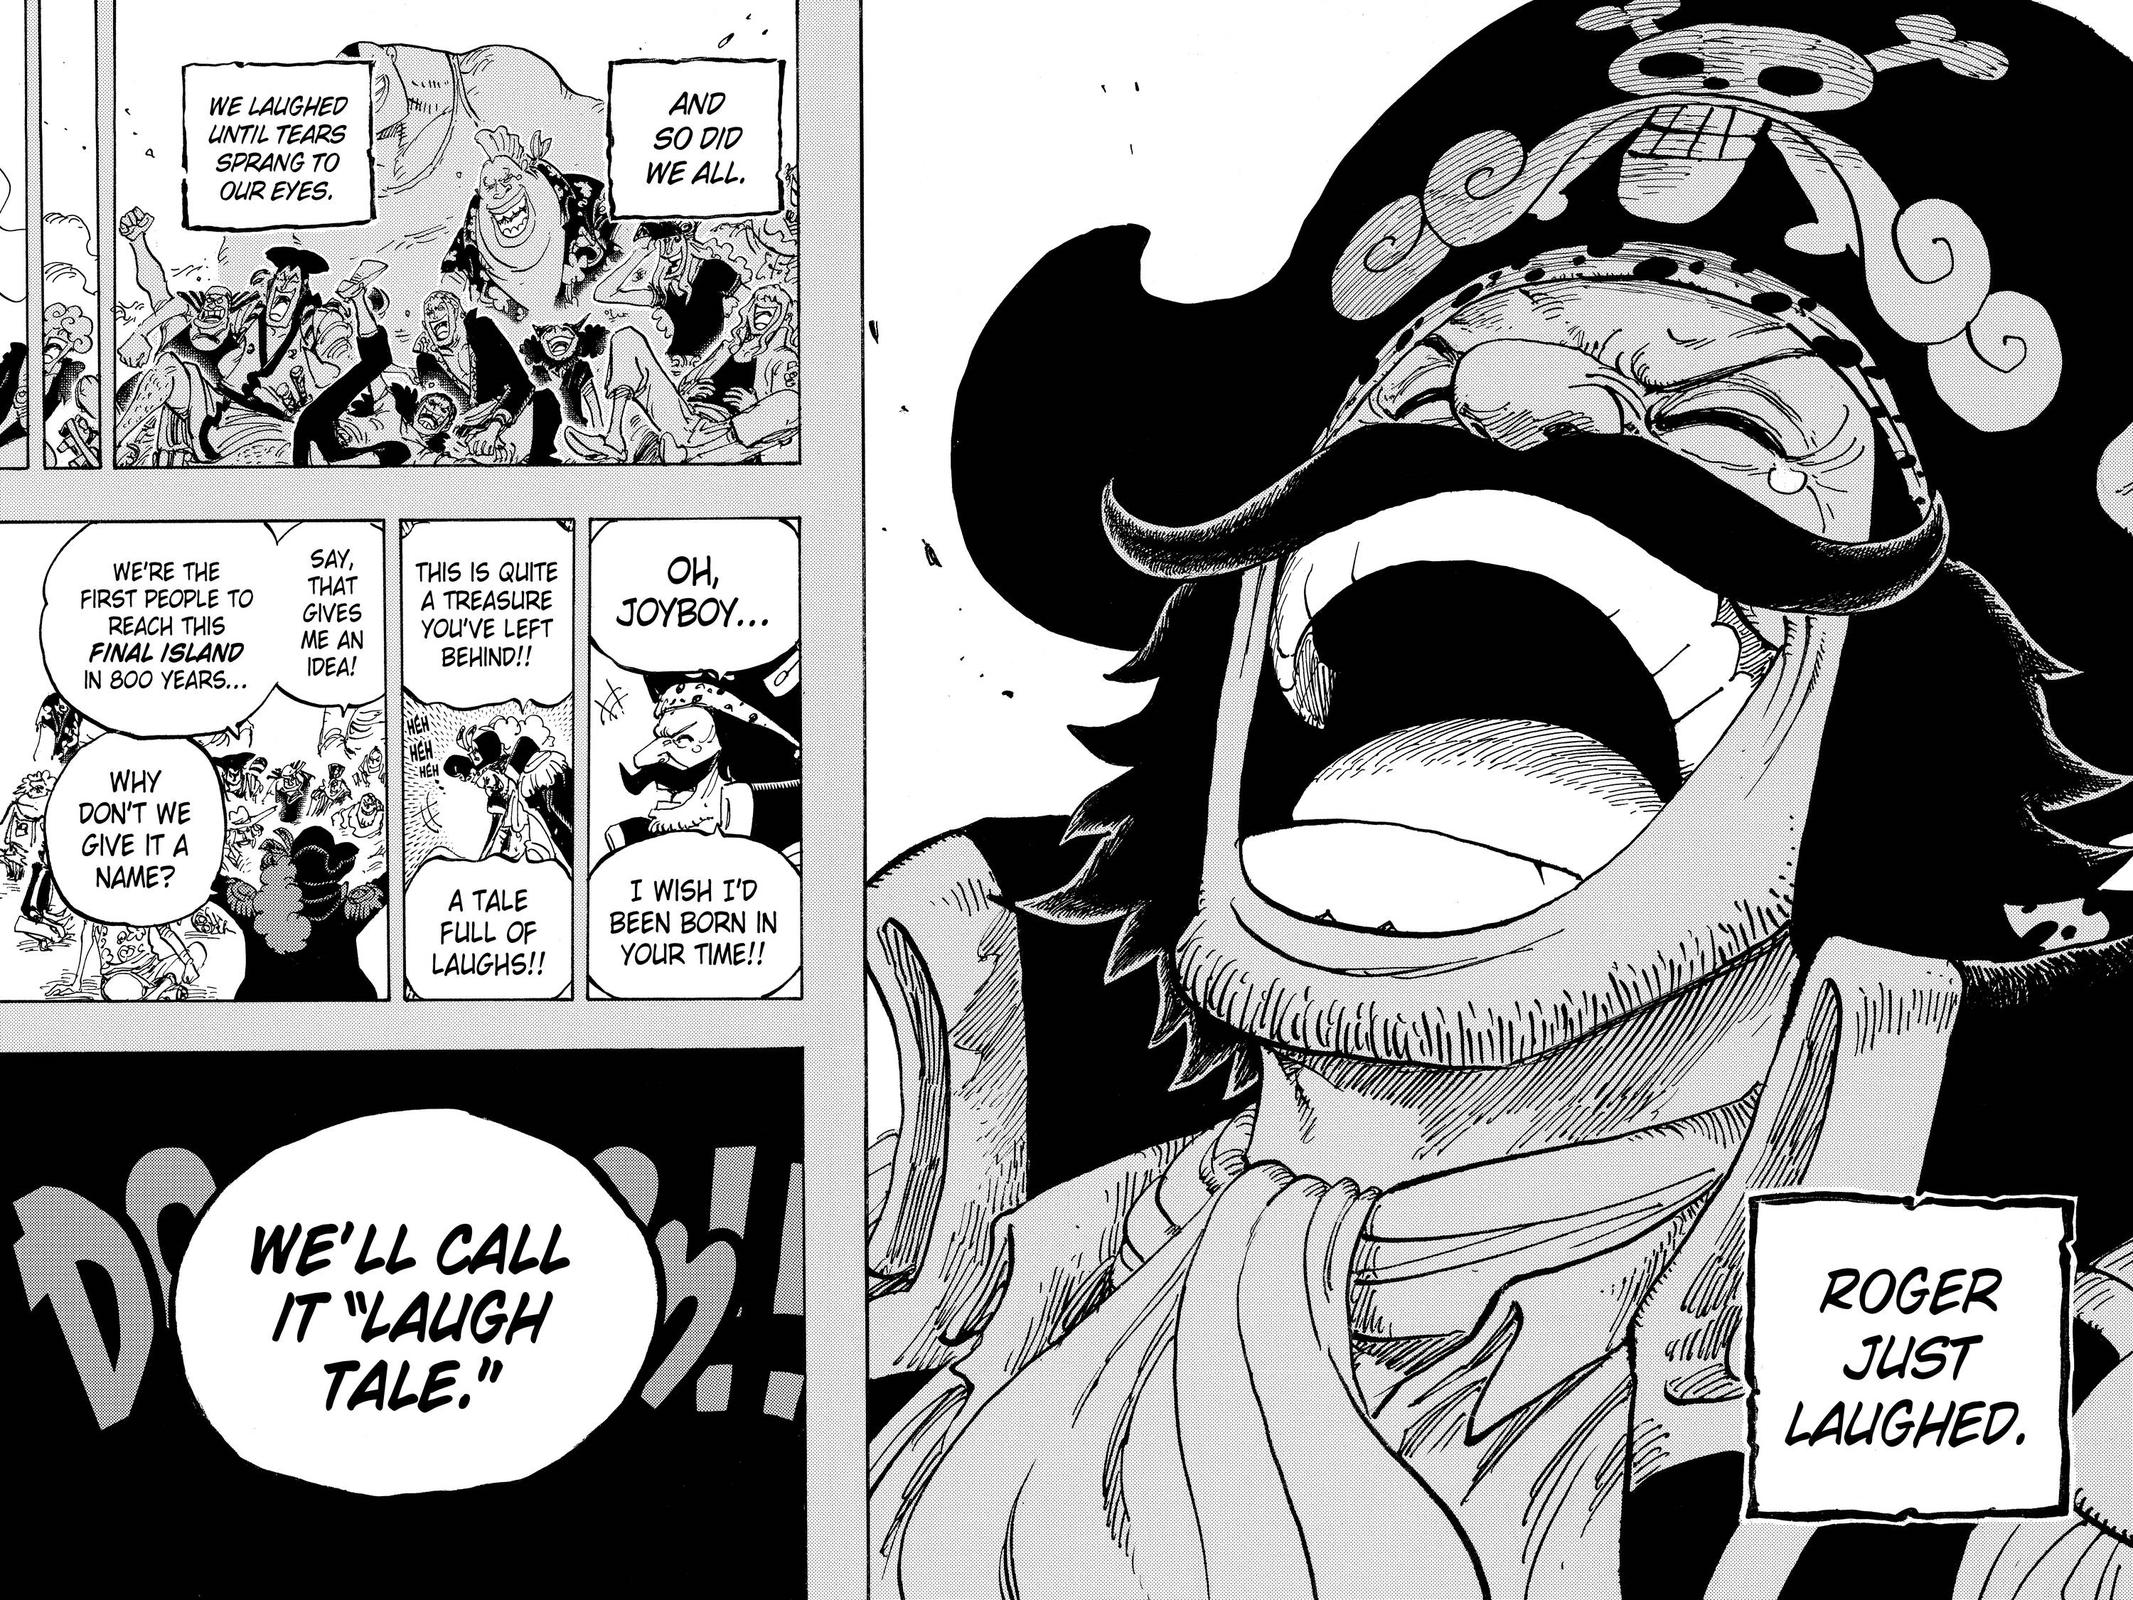 ROGER
JUST
LAUGHED.
AND
SO DID
WE ALL.
WE LAUGHED
UNTIL TEARS
SPRANG TO
OUR EYES.
OH,
JOYBOY...
I WISH I'D
BEEN BORN IN
YOUR TIME!!
THIS IS QUITE
A TREASURE
YOU'VE LEFT
BEHIND!!
HEH
HEH
HEH
A TALE
FULL OF
LAUGHS!!
SAY,
THAT
GIVES
ME AN
IDEA!
WE'RE THE
FIRST PEOPLE TO
REACH THIS
FINAL ISLAND
IN 800 YEARS...
WHY
DON'T WE
GIVE IT A
NAME?
WE'LL CALL
IT "LAUGH
TALE."